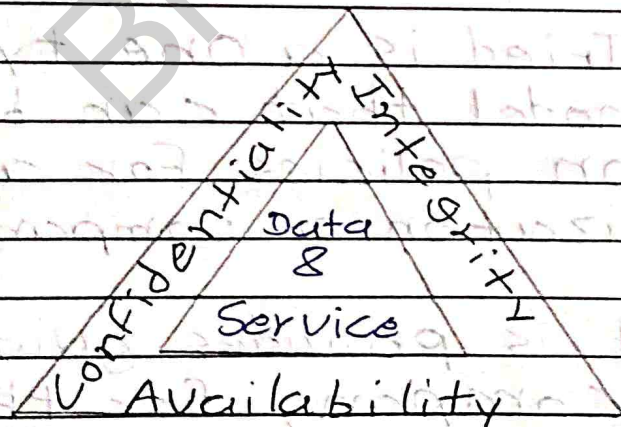 Confidentiality
Integrity
Data
&
Service
Availability